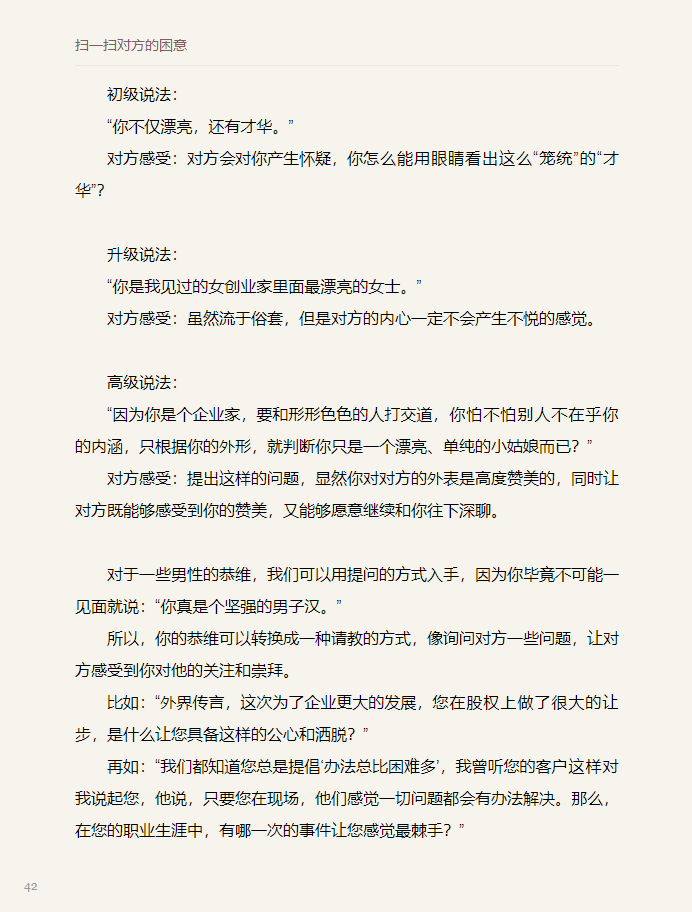 扫一扫对方的困意
初级说法：
“你不仅漂亮，还有才华。”
对方感受：对方会对你产生怀疑，你怎么能用眼睛看出这么“笼统”的“才
华”？
升级说法：
“你是我见过的女创业家里面最漂亮的女士。”
对方感受：虽然流于俗套，但是对方的内心一定不会产生不悦的感觉。
高级说法：
“因为你是个企业家，要和形形色色的人打交道，你怕不怕别人不在乎你
的内涵，只根据你的外形，就判断你只是一个漂亮、单纯的小姑娘而已？”
对方感受：提出这样的问题，显然你对对方的外表是高度赞美的，同时让
对方既能够感受到你的赞美，又能够愿意继续和你往下深聊。
对于一些男性的恭维，我们可以用提问的方式入手，因为你毕竟不可能一
见面就说：“你真是个坚强的男子汉。”
所以，你的恭维可以转换成一种请教的方式，像询问对方一些问题，让对
方感受到你对他的关注和崇拜。
比如：“外界传言，这次为了企业更大的发展，您在股权上做了很大的让
步，是什么让您具备这样的公心和洒脱？”
再如：“我们都知道您总是提倡‘办法总比困难多’，我曾听您的客户这样对
我说起您，他说，只要您在现场，他们感觉一切问题都会有办法解决。那么，
在您的职业生涯中，有哪一次的事件让您感觉最棘手？”
42